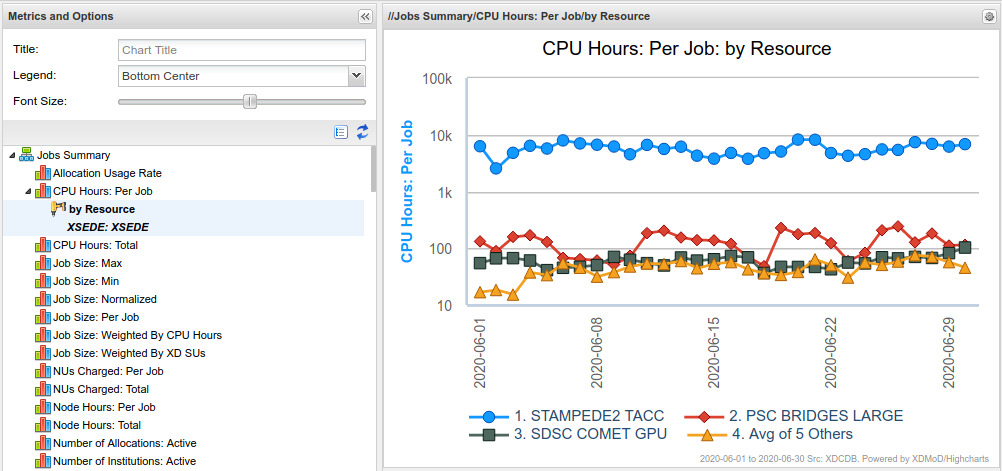 Metrics and Options
Title:
Chart Title
Legend:
Bottom Center
Font Size:
Jobs Summary
Allocation Usage Rate
CPU Hours: Per Job
by Resource
XSEDE: XSEDE
CPU Hours: Total
Job Size: Max
Job Size: Min
Job Size: Normalized
Job Size: Per Job
Job Size: Weighted By CPU Hours
Job Size: Weighted By XD SUs
NUs Charged: Per Job
NUs Charged: Total
Node Hours: Per Job
Node Hours: Total
Number of Allocations: Active
Number of Institutions: Active
//Jobs Summary/CPU Hours: Per Job/by Resource
CPU Hours: Per Job: by Resource
CPU Hours: Per Job
100k
10k
1k
100
10
2020-06-01
2020-06-08
2020-06-15
2020-06-22
2020-06-29
1. STAMPEDE2 TACC
2. PSC BRIDGES LARGE
3. SDSC COMET GPU
4. Avg of 5 Others
2020-06-01 to 2020-06-30 Src: XDCDB. Powered by XDMoD/Highcharts